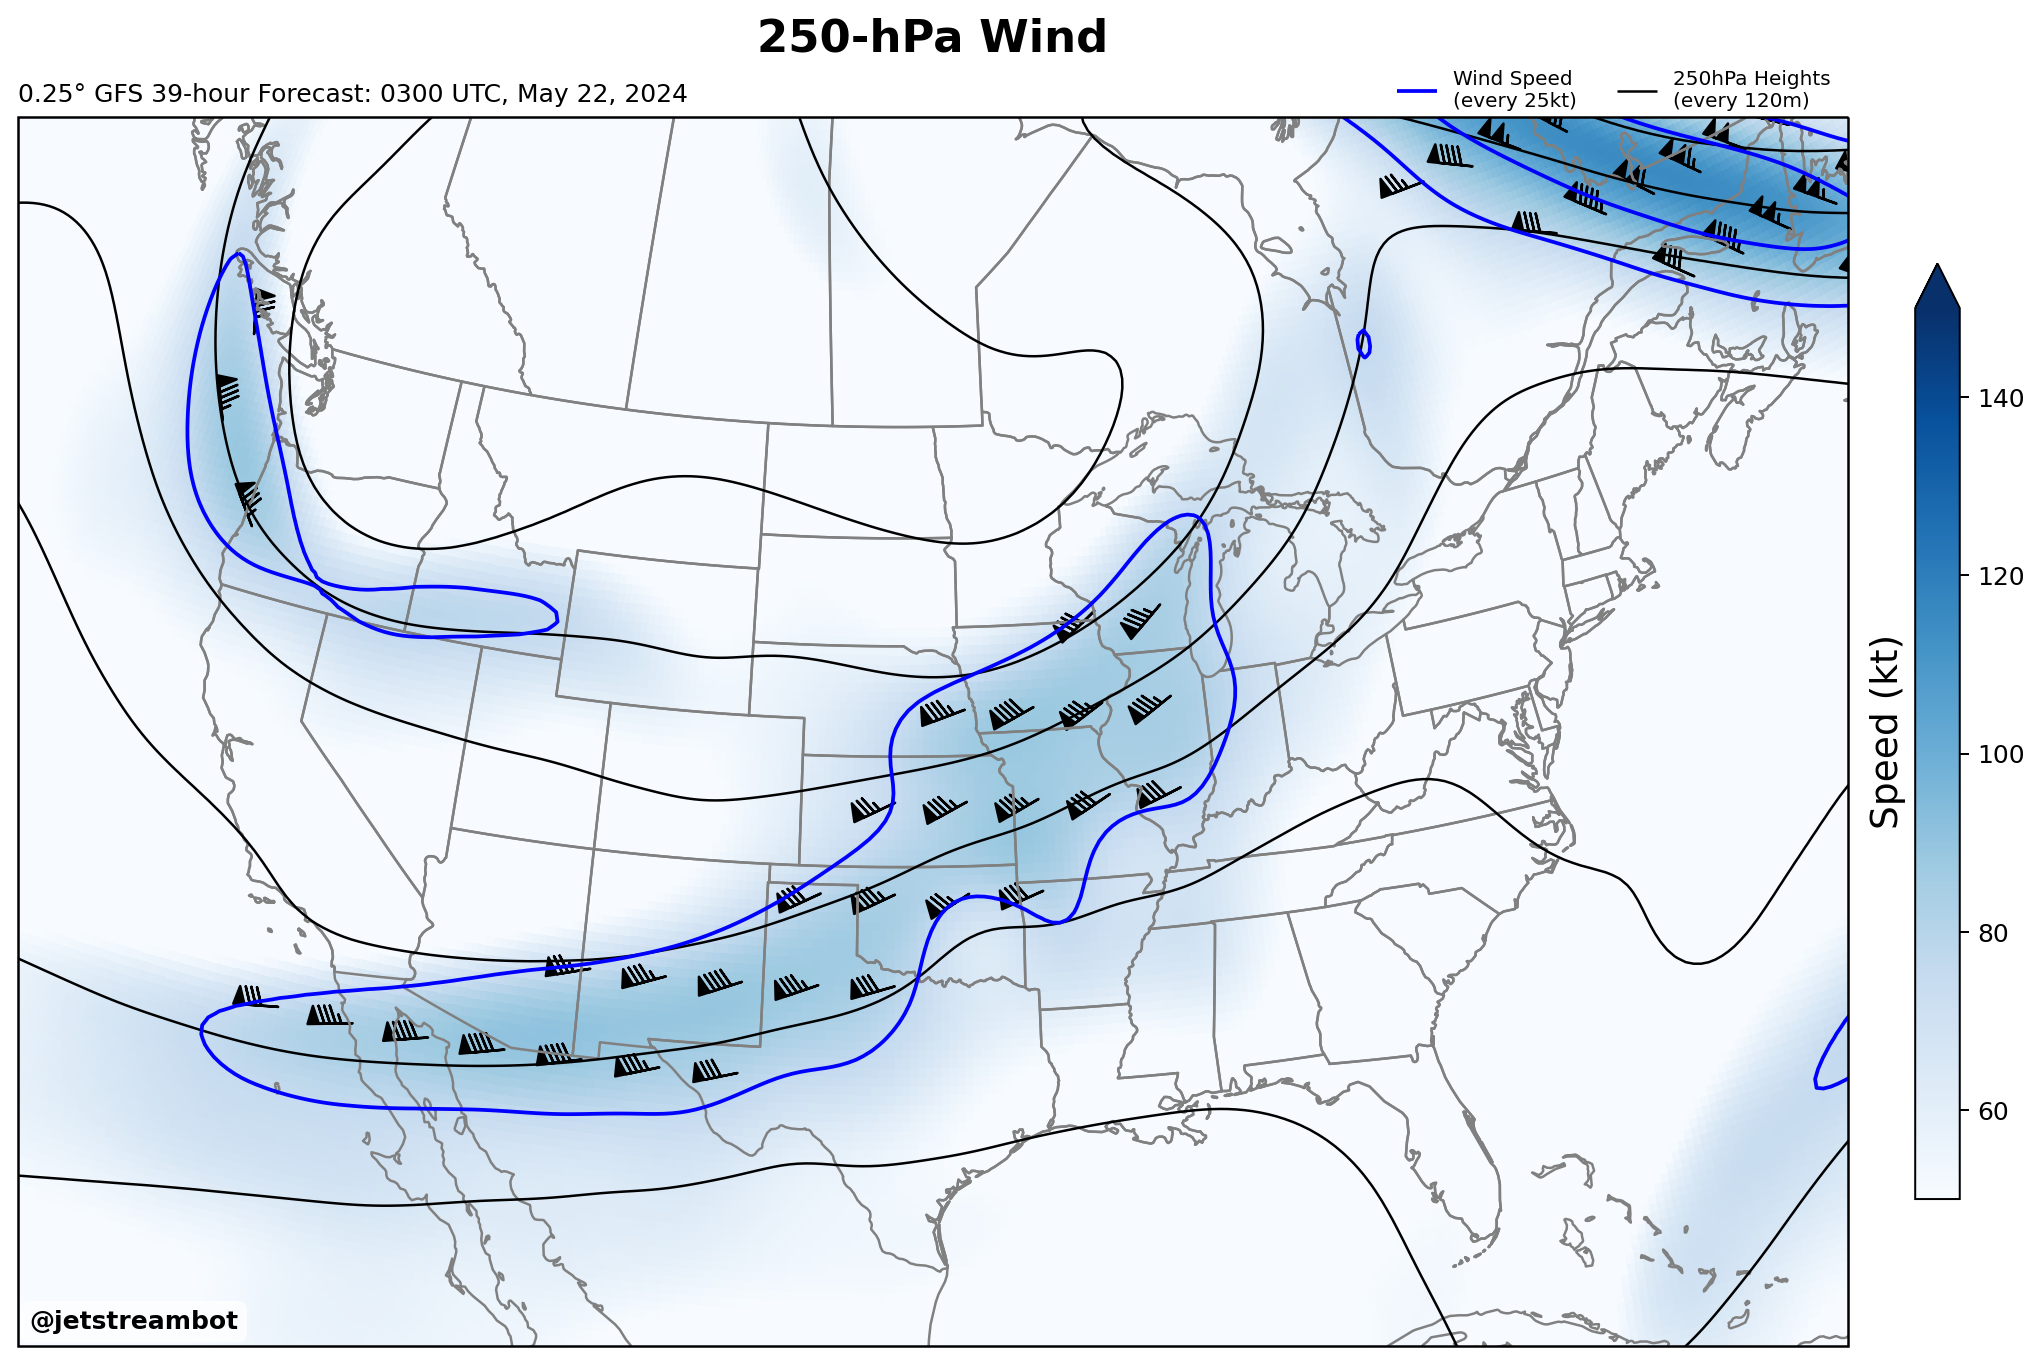 250-hPa Wind
0.25° GFS 39-hour Forecast: 0300 UTC, May 22, 2024
Wind Speed
(every 25kt)
250hPa Heights
(every 120m)
140
120
100
80
60
Speed (kt)
@jetstreambot